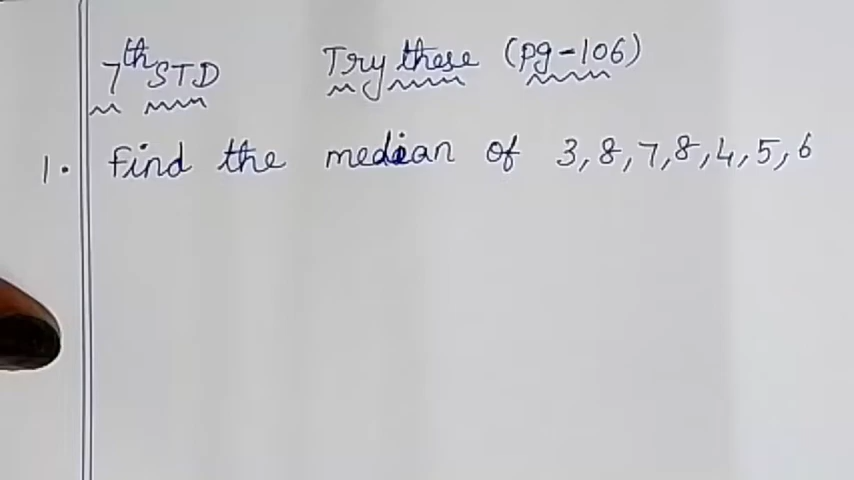 7th STD Try these (pg-106)
1. Find the median of 3, 8, 7, 8, 4, 5, 6